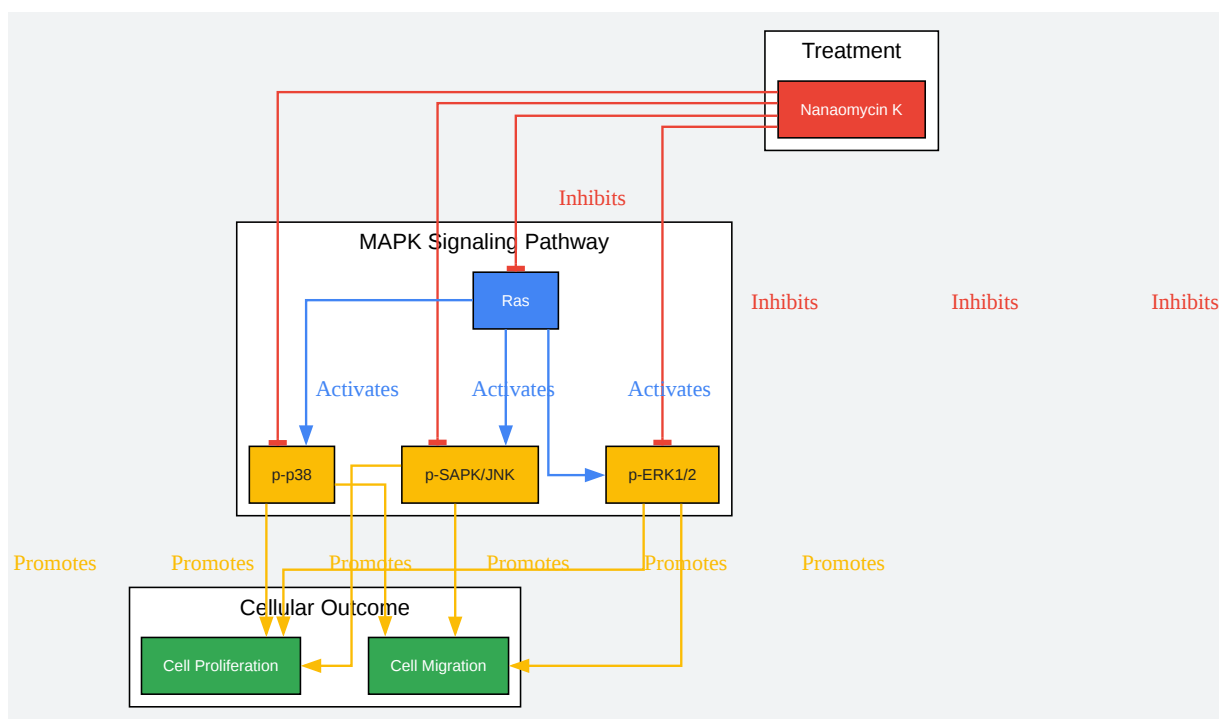 Treatment
Nanaomycin K
Inhibits
MAPK Signaling Pathway
Ras
Inhibits
Inhibits
Inhibits
Activates
Activates
Activates
p-p38
p-SAPK/JNK
p-ERK1/2
Promotes
Promotes
Promotes
Promotes
Promotes
Promotes
Cellular Outcome
Cell Proliferation
Cell Migration